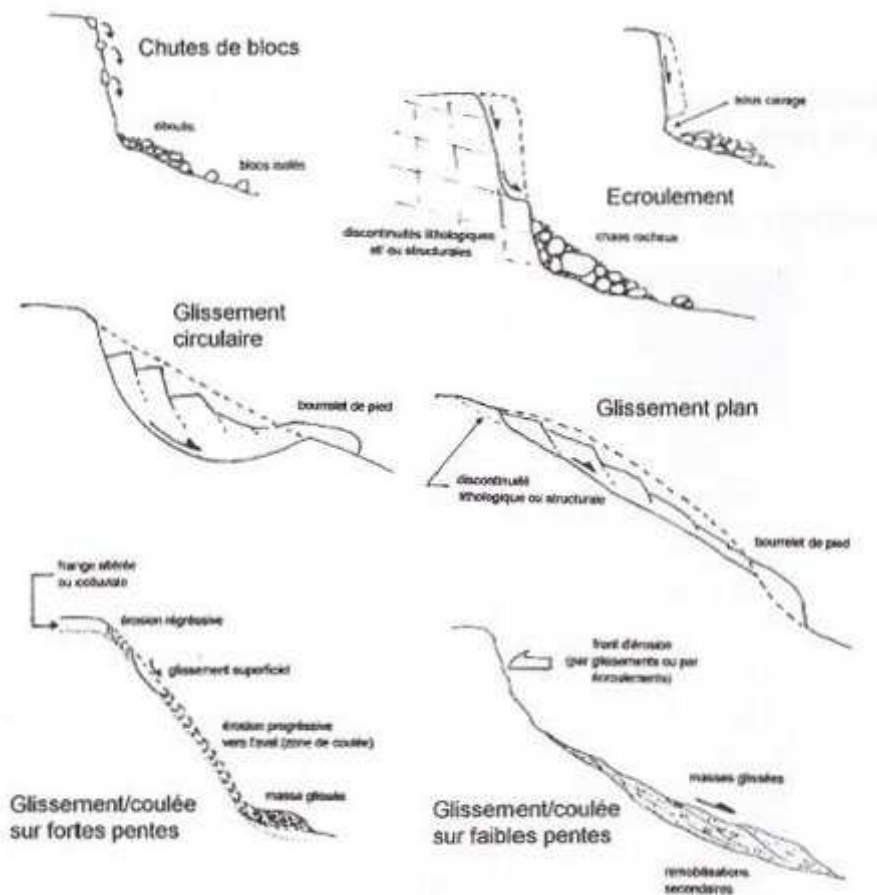 Chutes de blocs
éboulis
blocs isolés
sous cavage
Ecroulement
discontinuités lithologiques
et/ ou structurales
chaos rocheux
Glissement
circulaire
bourrelet de pied
Glissement plan
discontinuité
lithologique ou structurale
bourrelet de pied
frange altérée
ou colluviale
érosion régressive
glissement superficiel
érosion progressive
vers l'aval (zone de coulée)
masse glissée
Glissement/coulée
sur fortes pentes
front d'érosion
(par glissements ou par
écroulements)
masses glissées
Glissement/coulée
sur faibles pentes
remobilisations
secondaires